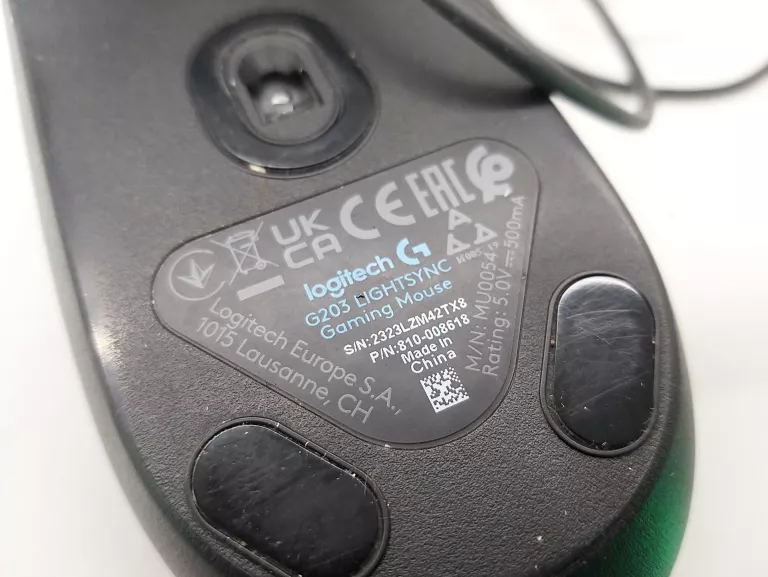 UK
CA
CE
EAC
logitech G
G203 LIGHTSYNC
Gaming Mouse
S/N:2323LZM42TX8
P/N:810-008618
Made In
China
Logitech Europe S.A.,
1015 Lausanne, CH
M/N:MU0054
Rating: 5.0V⎓500mA